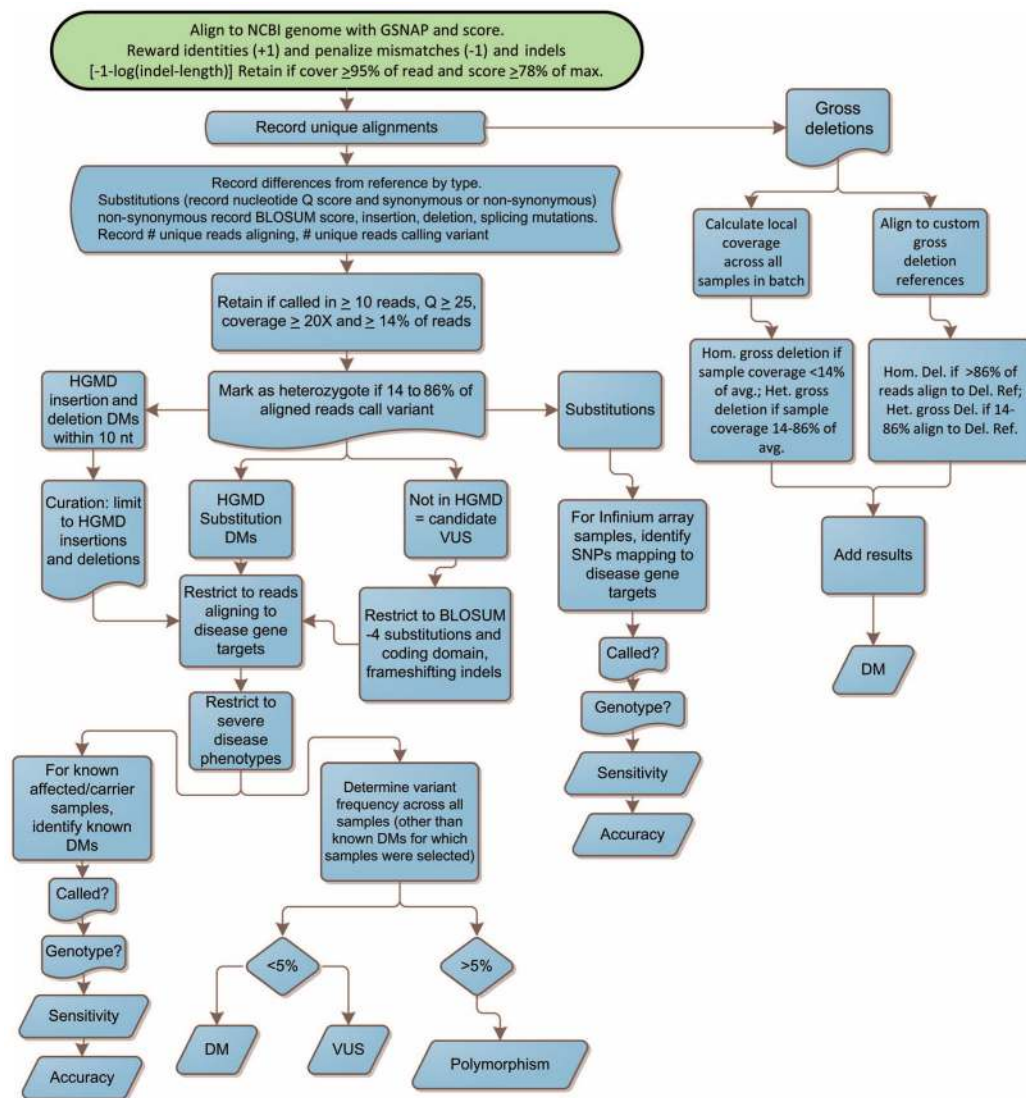 Align to NCBI genome with GSNAP and score.
Reward identities (+1) and penalize mismatches (-1) and indels
[-1-log(indel-length)] Retain if cover ≥95% of read and score ≥78% of max.
Record unique alignments
Gross
deletions
Record differences from reference by type.
Substitutions (record nucleotide Q score and synonymous or non-synonymous)
non-synonymous record BLOSUM score, insertion, deletion, splicing mutations.
Record # unique reads aligning, # unique reads calling variant
Calculate local
coverage
across all
samples in batch
Align to custom
gross
deletion
references
Retain if called in ≥ 10 reads, Q ≥ 25,
coverage ≥ 20X and ≥ 14% of reads
Hom. gross deletion if
sample coverage <14%
of avg.; Het. gross
deletion if sample
coverage 14-86% of
avg.
Hom. Del. if >86% of
reads align to Del. Ref;
Het. gross Del. if 14-
86% align to Del. Ref.
HGMD
insertion and
deletion DMs
within 10 nt
Mark as heterozygote if 14 to 86% of
aligned reads call variant
Substitutions
Curation: limit
to HGMD
insertions
and deletions
HGMD
Substitution
DMs
Not in HGMD
= candidate
VUS
For Infinium array
samples, identify
SNPs mapping to
disease gene
targets
Add results
Restrict to reads
aligning to
disease gene
targets
Restrict to BLOSUM
-4 substitutions and
coding domain,
frameshifting indels
Called?
DM
Genotype?
Restrict to
severe
disease
phenotypes
Sensitivity
Accuracy
For known
affected/carrier
samples,
identify known
DMs
Determine variant
frequency across all
samples (other than
known DMs for which
samples were selected)
Called?
Genotype?
<5%
>5%
Sensitivity
DM
VUS
Polymorphism
Accuracy